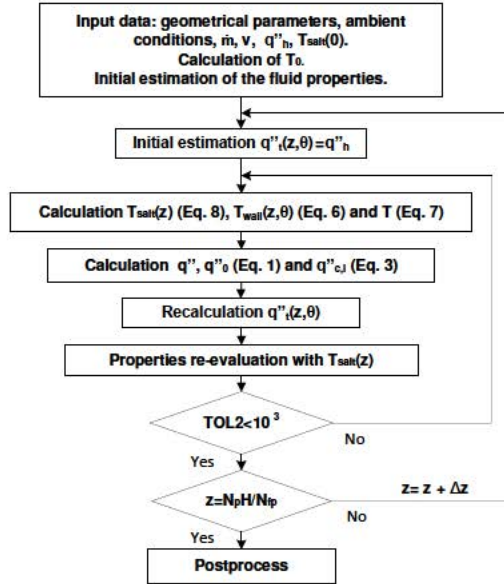 Input data: geometrical parameters, ambient
conditions, ṁ, v, q"ₕ, Tsalt(0).
Calculation of T₀.
Initial estimation of the fluid properties.
Initial estimation q"ₜ(z,θ)=q"ₕ
Calculation Tsalt(z) (Eq. 8), Twall(z,θ) (Eq. 6) and T (Eq. 7)
Calculation q", q"₀ (Eq. 1) and q"c,l (Eq. 3)
Recalculation q"ₜ(z,θ)
Properties re-evaluation with Tsalt(z)
TOL2<10 ³
No
Yes
z=NpH/Nfp
z= z + Δz
No
Yes
Postprocess